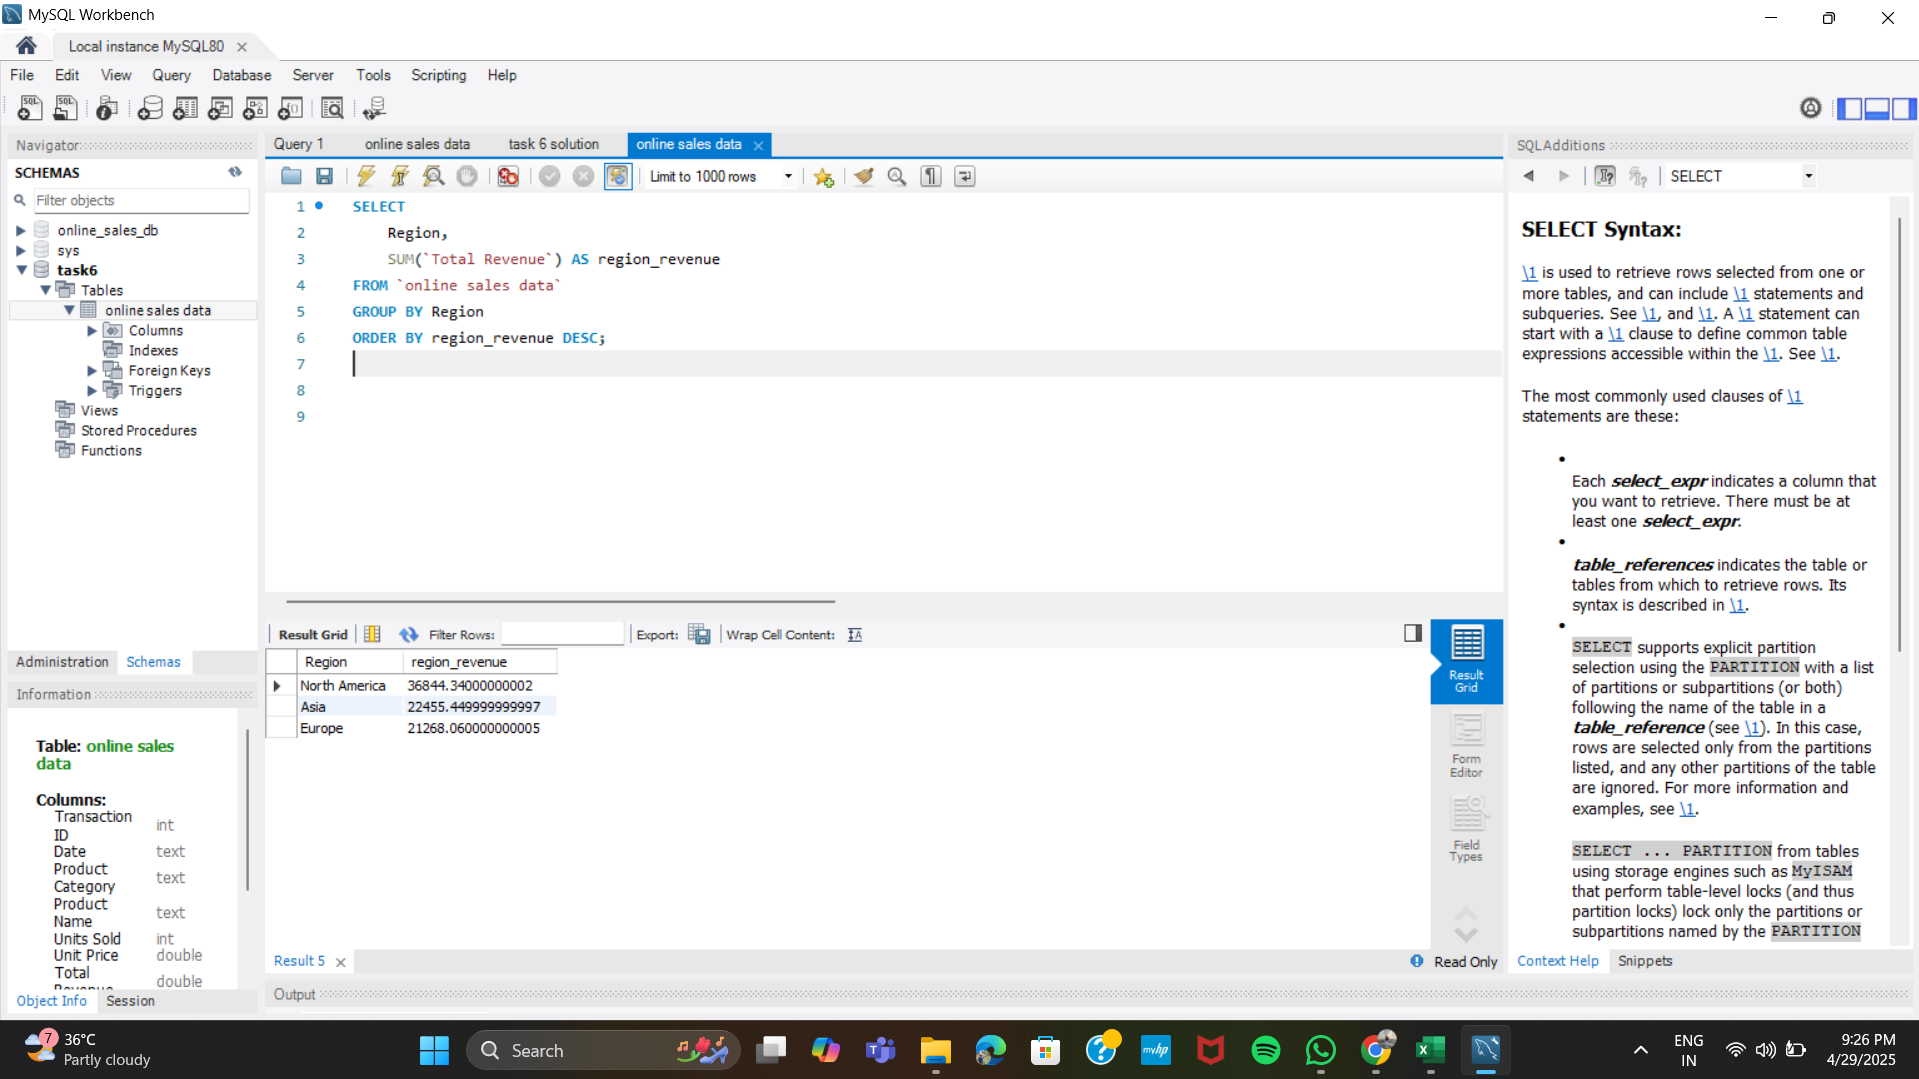 MySQL Workbench
Local instance MySQL80
File Edit View Query Database Server Tools Scripting Help
Navigator
SCHEMAS
Filter objects
online_sales_db
sys
task6
Tables
online sales data
Columns
Indexes
Foreign Keys
Triggers
Views
Stored Procedures
Functions
Administration Schemas
Information
Table: online sales
data
Columns:
Transaction
ID int
Date text
Product
Category text
Product
Name text
Units Sold int
Unit Price double
Total
Revenue double
Object Info Session
Query 1 online sales data task 6 solution online sales data
Limit to 1000 rows
1 SELECT
2 Region,
3 SUM(`Total Revenue`) AS region_revenue
4 FROM `online sales data`
5 GROUP BY Region
6 ORDER BY region_revenue DESC;
7
8
9
Result Grid Filter Rows: Export: Wrap Cell Content:
Region region_revenue
North America 36844.34000000002
Asia 22455.449999999997
Europe 21268.060000000005
Result
Grid
Form
Editor
Field
Types
Result 5
Read Only
Output
SQLAdditions
SELECT
SELECT Syntax:
\1 is used to retrieve rows selected from one or
more tables, and can include \1 statements and
subqueries. See \1, and \1. A \1 statement can
start with a \1 clause to define common table
expressions accessible within the \1. See \1.
The most commonly used clauses of \1
statements are these:
•
Each select_expr indicates a column that
you want to retrieve. There must be at
least one select_expr.
•
table_references indicates the table or
tables from which to retrieve rows. Its
syntax is described in \1.
•
SELECT supports explicit partition
selection using the PARTITION with a list
of partitions or subpartitions (or both)
following the name of the table in a
table_reference (see \1). In this case,
rows are selected only from the partitions
listed, and any other partitions of the table
are ignored. For more information and
examples, see \1.
SELECT ... PARTITION from tables
using storage engines such as MyISAM
that perform table-level locks (and thus
partition locks) lock only the partitions or
subpartitions named by the PARTITION
Context Help Snippets
7
36°C
Partly cloudy
Search
myhp
ENG
IN
9:26 PM
4/29/2025